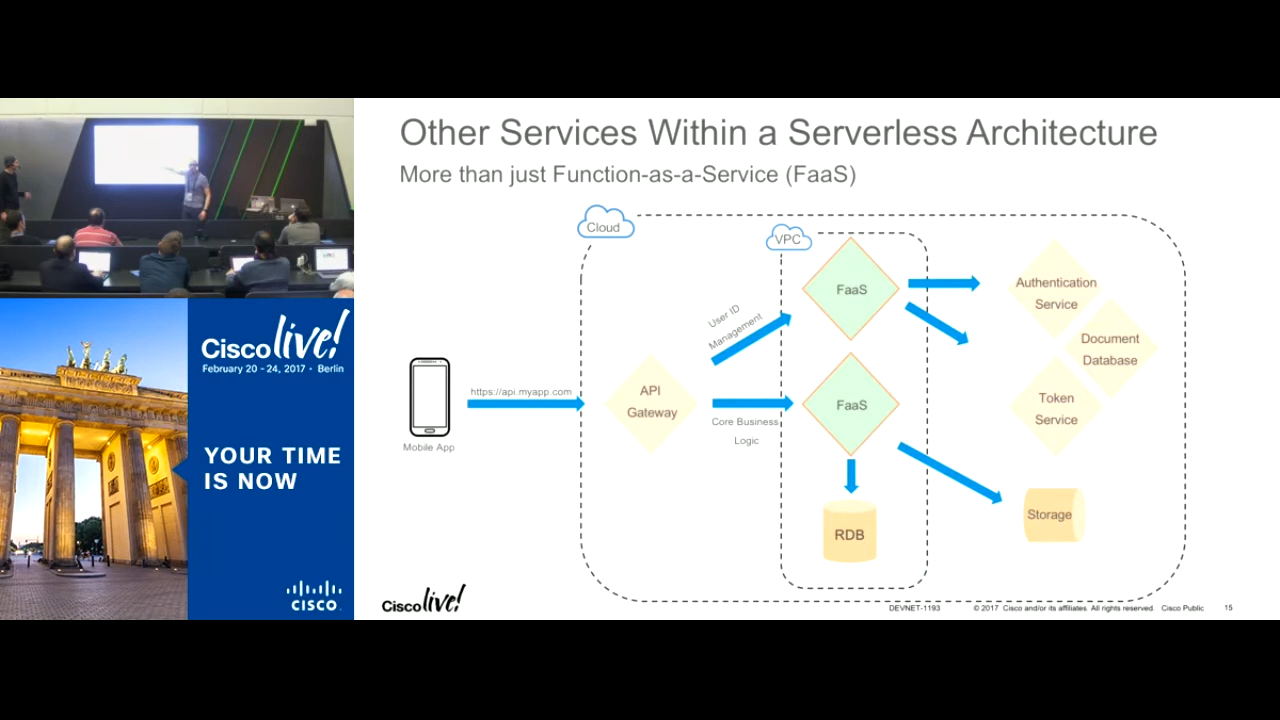 Other Services Within a Serverless Architecture
More than just Function-as-a-Service (FaaS)
Cloud
VPC
FaaS
Authentication
Service
User ID
Management
Document
Database
https://api.myapp.com
API
Gateway
FaaS
Token
Service
Core Business
Logic
Mobile App
Storage
RDB
Cisco live!
DEVNET-1193
© 2017 Cisco and/or its affiliates. All rights reserved. Cisco Public
15
Cisco live!
February 20 - 24, 2017 • Berlin
YOUR TIME
IS NOW
CISCO